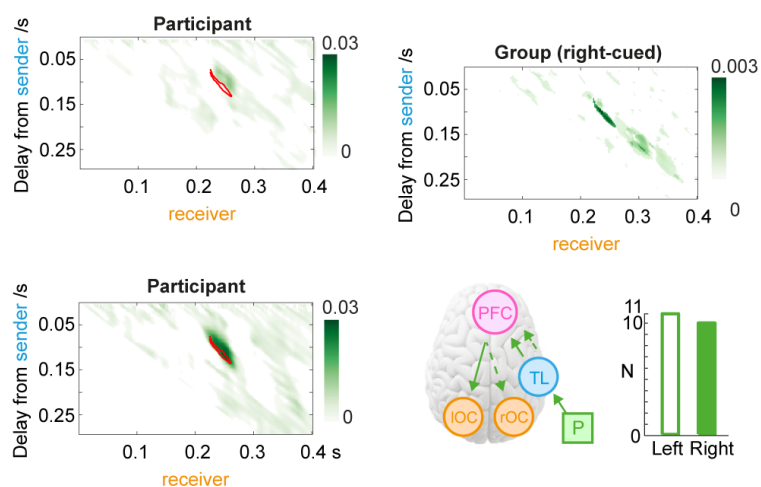 Participant
0.05
0.15
0.25
Delay from sender /s
0.03
0
0.1 0.2 0.3 0.4
receiver
Group (right-cued)
0.05
0.15
0.25
Delay from sender /s
0.003
0
0.1 0.2 0.3 0.4
receiver
Participant
0.05
0.15
0.25
Delay from sender /s
0.03
0
0.1 0.2 0.3 0.4 s
receiver
PFC
TL
lOC rOC
P
11
10
N
0
Left Right